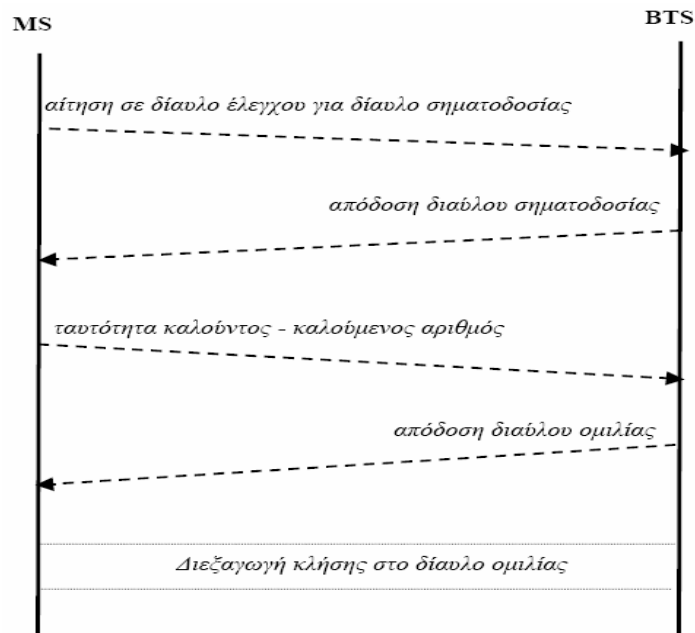 MS
BTS
αίτηση σε δίαυλο έλεγχου για δίαυλο σηματοδοσίας
απόδοση διαύλου σηματοδοσίας
ταυτότητα καλούντος - καλούμενος αριθμός
απόδοση διαύλου ομιλίας
Διεξαγωγή κλήσης στο δίαυλο ομιλίας